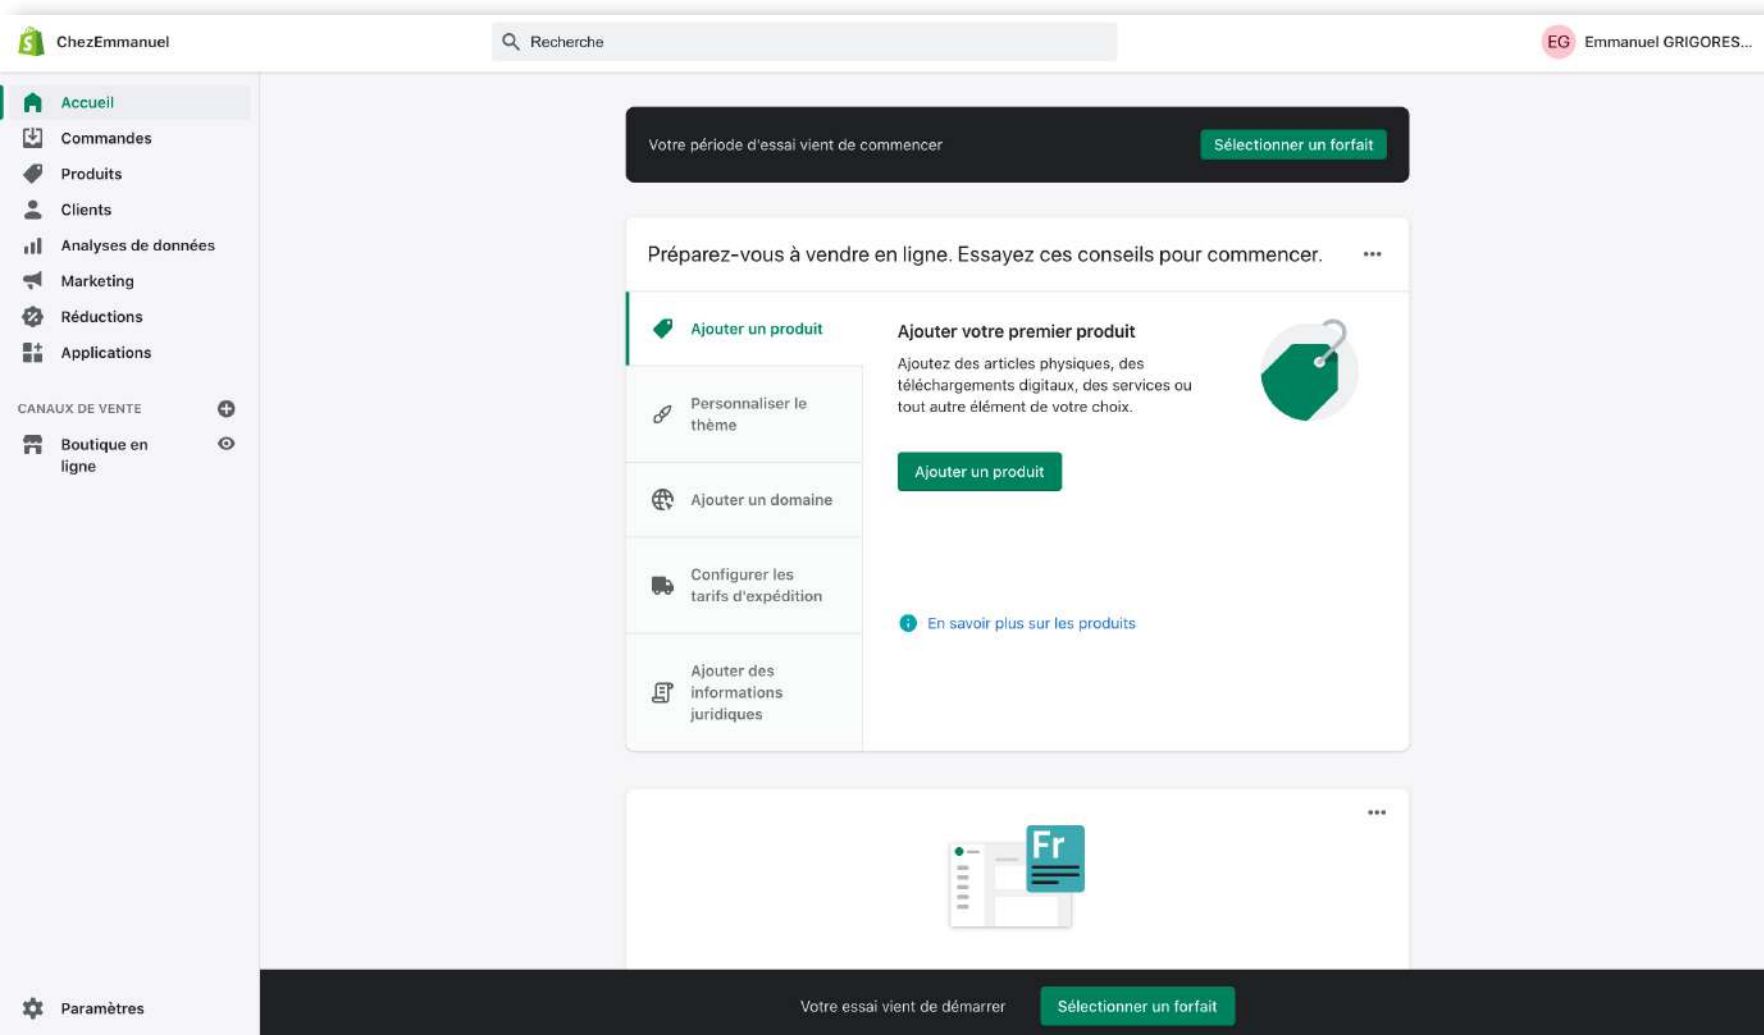 ChezEmmanuel
Recherche
EG
Emmanuel GRIGORES...
Accueil
Commandes
Produits
Clients
Analyses de données
Marketing
Réductions
Applications
CANAUX DE VENTE
Boutique en
ligne
Paramètres
Votre période d'essai vient de commencer
Sélectionner un forfait
Préparez-vous à vendre en ligne. Essayez ces conseils pour commencer.
Ajouter un produit
Personnaliser le
thème
Ajouter un domaine
Configurer les
tarifs d'expédition
Ajouter des
informations
juridiques
Ajouter votre premier produit
Ajoutez des articles physiques, des
téléchargements digitaux, des services ou
tout autre élément de votre choix.
Ajouter un produit
En savoir plus sur les produits
Fr
Votre essai vient de démarrer
Sélectionner un forfait